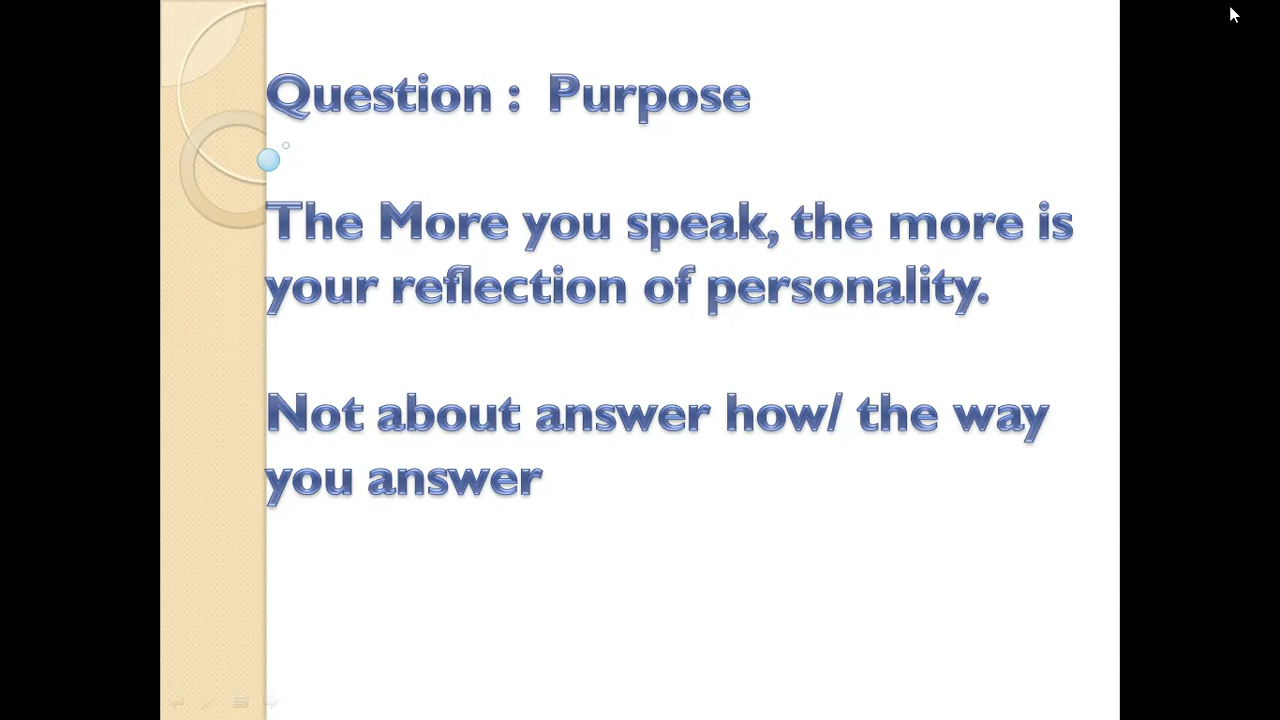 Question : Purpose
The More you speak, the more is
your reflection of personality.
Not about answer how/ the way
you answer